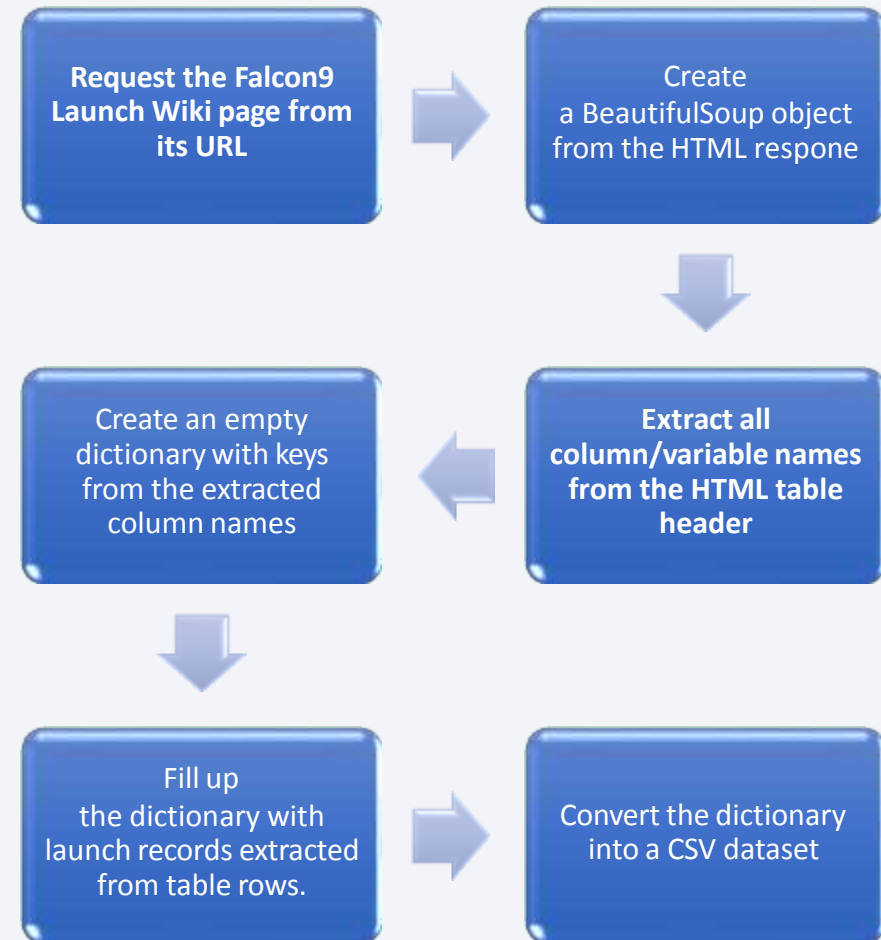 Request the Falcon9
Launch Wiki page from
its URL
Create
a BeautifulSoup object
from the HTML respone
Extract all
column/variable names
from the HTML table
header
Create an empty
dictionary with keys
from the extracted
column names
Fill up
the dictionary with
launch records extracted
from table rows.
Convert the dictionary
into a CSV dataset